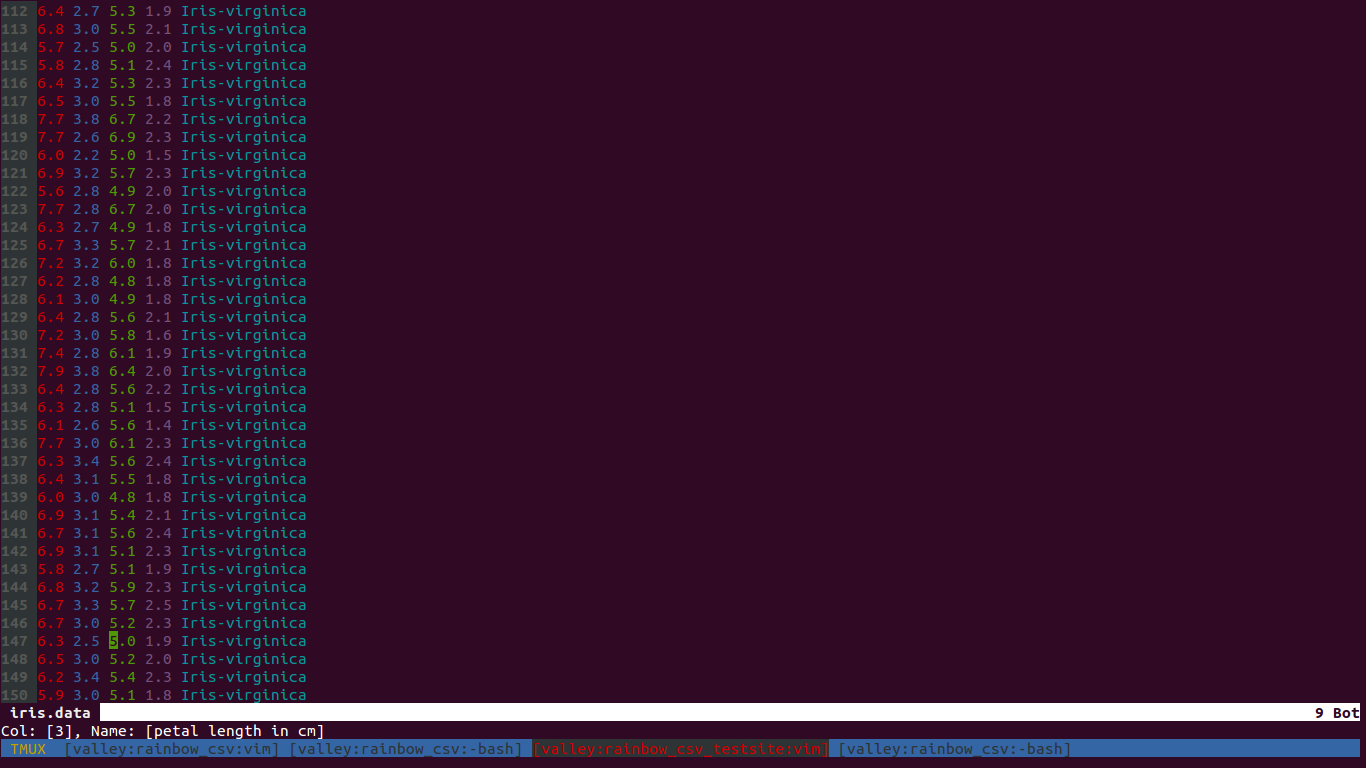 112 6.4 2.7 5.3 1.9 Iris-virginica
113 6.8 3.0 5.5 2.1 Iris-virginica
114 5.7 2.5 5.0 2.0 Iris-virginica
115 5.8 2.8 5.1 2.4 Iris-virginica
116 6.4 3.2 5.3 2.3 Iris-virginica
117 6.5 3.0 5.5 1.8 Iris-virginica
118 7.7 3.8 6.7 2.2 Iris-virginica
119 7.7 2.6 6.9 2.3 Iris-virginica
120 6.0 2.2 5.0 1.5 Iris-virginica
121 6.9 3.2 5.7 2.3 Iris-virginica
122 5.6 2.8 4.9 2.0 Iris-virginica
123 7.7 2.8 6.7 2.0 Iris-virginica
124 6.3 2.7 4.9 1.8 Iris-virginica
125 6.7 3.3 5.7 2.1 Iris-virginica
126 7.2 3.2 6.0 1.8 Iris-virginica
127 6.2 2.8 4.8 1.8 Iris-virginica
128 6.1 3.0 4.9 1.8 Iris-virginica
129 6.4 2.8 5.6 2.1 Iris-virginica
130 7.2 3.0 5.8 1.6 Iris-virginica
131 7.4 2.8 6.1 1.9 Iris-virginica
132 7.9 3.8 6.4 2.0 Iris-virginica
133 6.4 2.8 5.6 2.2 Iris-virginica
134 6.3 2.8 5.1 1.5 Iris-virginica
135 6.1 2.6 5.6 1.4 Iris-virginica
136 7.7 3.0 6.1 2.3 Iris-virginica
137 6.3 3.4 5.6 2.4 Iris-virginica
138 6.4 3.1 5.5 1.8 Iris-virginica
139 6.0 3.0 4.8 1.8 Iris-virginica
140 6.9 3.1 5.4 2.1 Iris-virginica
141 6.7 3.1 5.6 2.4 Iris-virginica
142 6.9 3.1 5.1 2.3 Iris-virginica
143 5.8 2.7 5.1 1.9 Iris-virginica
144 6.8 3.2 5.9 2.3 Iris-virginica
145 6.7 3.3 5.7 2.5 Iris-virginica
146 6.7 3.0 5.2 2.3 Iris-virginica
147 6.3 2.5 5.0 1.9 Iris-virginica
148 6.5 3.0 5.2 2.0 Iris-virginica
149 6.2 3.4 5.4 2.3 Iris-virginica
150 5.9 3.0 5.1 1.8 Iris-virginica
iris.data 9 Bot
Col: [3], Name: [petal length in cm]
TMUX [valley:rainbow_csv:vim] [valley:rainbow_csv:-bash] [valley:rainbow_csv_testsite:vim] [valley:rainbow_csv:-bash]